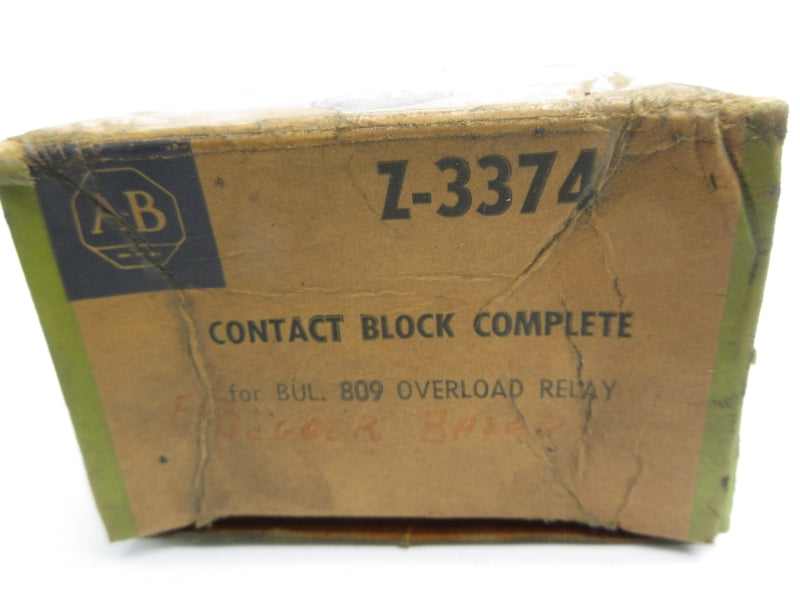 AB
Z-3374
CONTACT BLOCK COMPLETE
for BUL. 809 OVERLOAD RELAY